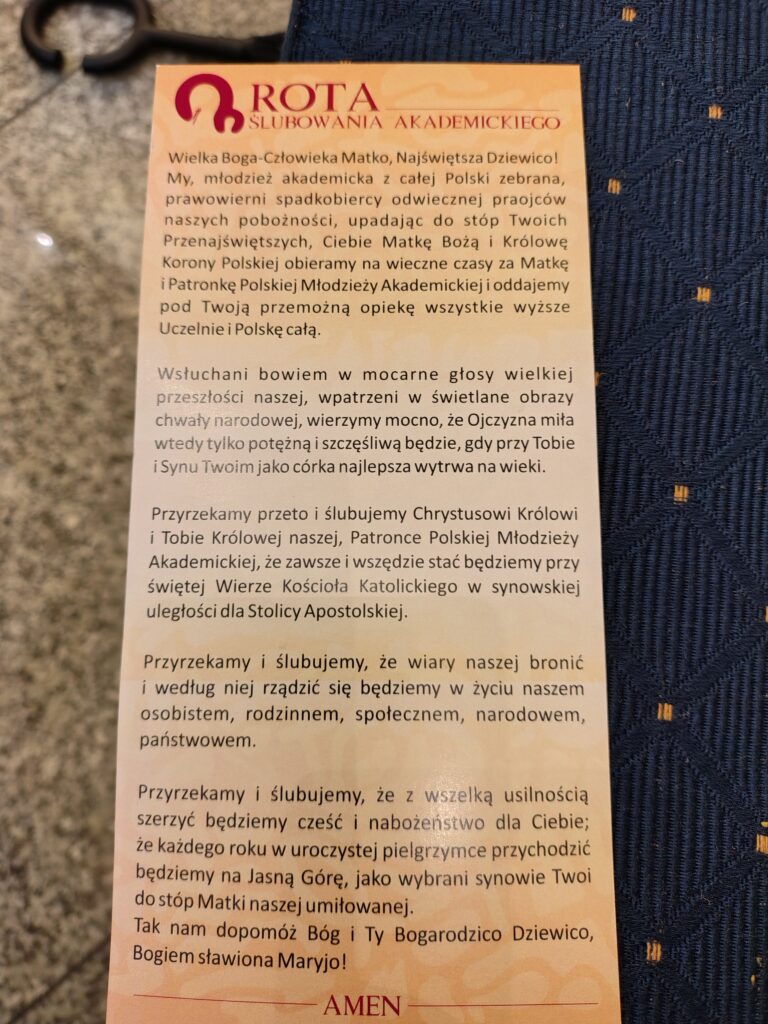 ROTA
ŚLUBOWANIA AKADEMICKIEGO
Wielka Boga-Człowieka Matko, Najświętsza Dziewico!
My, młodzież akademicka z całej Polski zebrana,
prawowierni spadkobiercy odwiecznej praojców
naszych pobożności, upadając do stóp Twoich
Przenajświętszych, Ciebie Matkę Bożą i Królowę
Korony Polskiej obieramy na wieczne czasy za Matkę
i Patronkę Polskiej Młodzieży Akademickiej i oddajemy
pod Twoją przemożną opiekę wszystkie wyższe
Uczelnie i Polskę całą.
Wsłuchani bowiem w mocarne głosy wielkiej
przeszłości naszej, wpatrzeni w świetlane obrazy
chwały narodowej, wierzymy mocno, że Ojczyzna miła
wtedy tylko potężną i szczęśliwą będzie, gdy przy Tobie
i Synu Twoim jako córka najlepsza wytrwa na wieki.
Przyrzekamy przeto i ślubujemy Chrystusowi Królowi
i Tobie Królowej naszej, Patronce Polskiej Młodzieży
Akademickiej, że zawsze i wszędzie stać będziemy przy
świętej Wierze Kościoła Katolickiego w synowskiej
uległości dla Stolicy Apostolskiej.
Przyrzekamy i ślubujemy, że wiary naszej bronić
i według niej rządzić się będziemy w życiu naszem
osobistem, rodzinnem, społecznem, narodowem,
państwowem.
Przyrzekamy i ślubujemy, że z wszelką usilnością
szerzyć będziemy cześć i nabożeństwo dla Ciebie;
że każdego roku w uroczystej pielgrzymce przychodzić
będziemy na Jasną Górę, jako wybrani synowie Twoi
do stóp Matki naszej umiłowanej.
Tak nam dopomóż Bóg i Ty Bogarodzico Dziewico,
Bogiem sławiona Maryjo!
AMEN